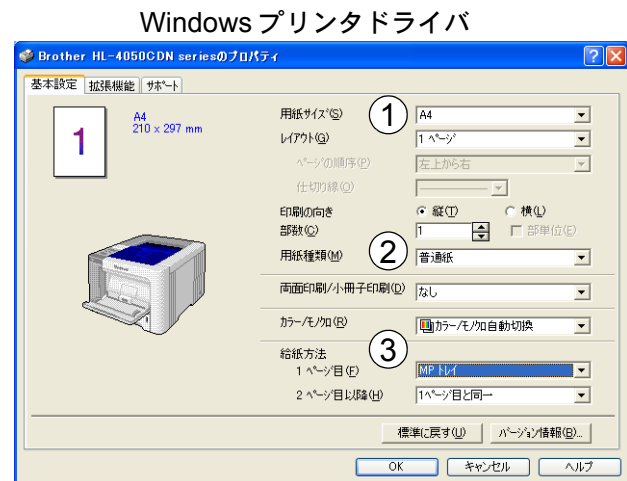 Windows プリンタドライバ
Brother HL-4050CDN seriesのプロパティ
基本設定 拡張機能 サポート
1 A4
210 x 297 mm
用紙サイズ(S) ① A4
レイアウト(G) 1 ページ
ページの順序(P) 左上から右
仕切り線(O)
印刷の向き 縦(T) 横(L)
部数(C) 1 部単位(E)
用紙種類(M) ② 普通紙
両面印刷/小冊子印刷(D) なし
カラー/モノクロ(R) カラー/モノクロ自動切換
給紙方法 ③
1 ページ目(F) MP トレイ
2 ページ目以降(H) 1ページ目と同一
標準に戻す(U) バージョン情報(B)...
OK キャンセル ヘルプ